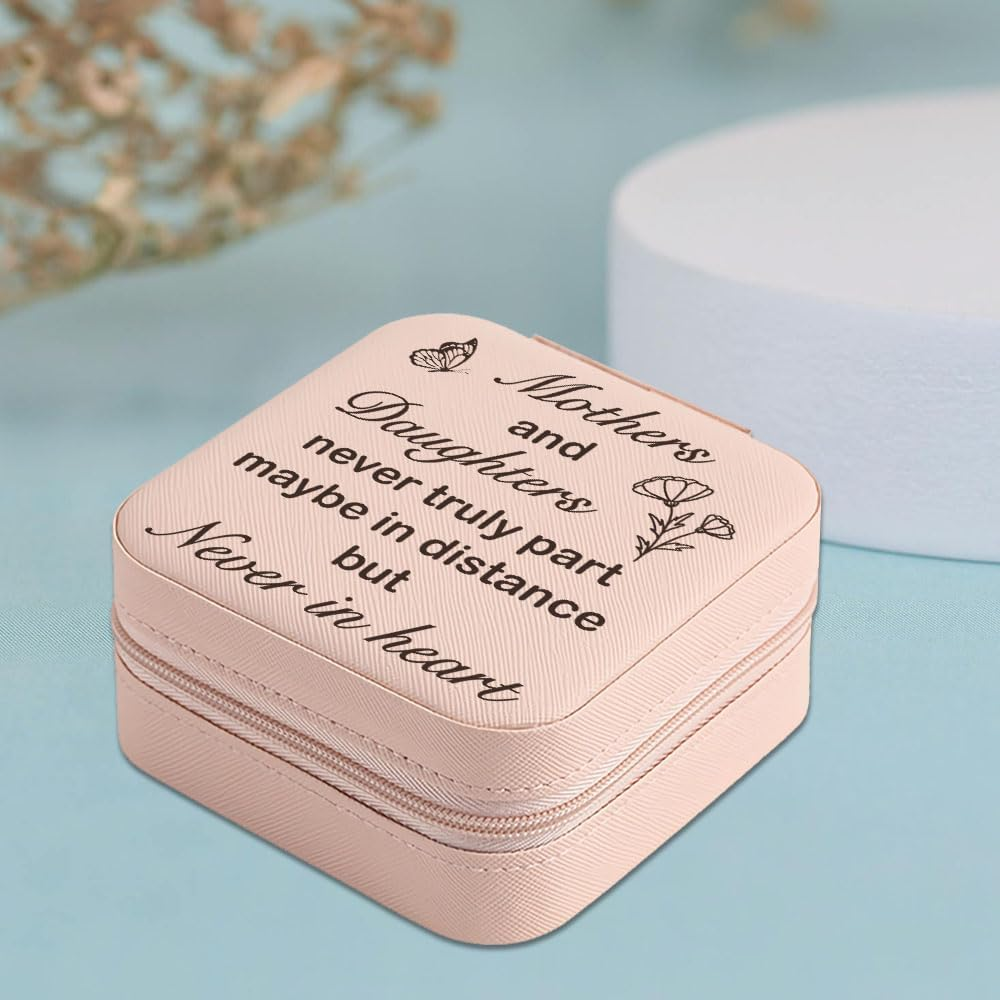 Mothers
and
Daughters
never truly part
maybe in distance
but
Never in heart